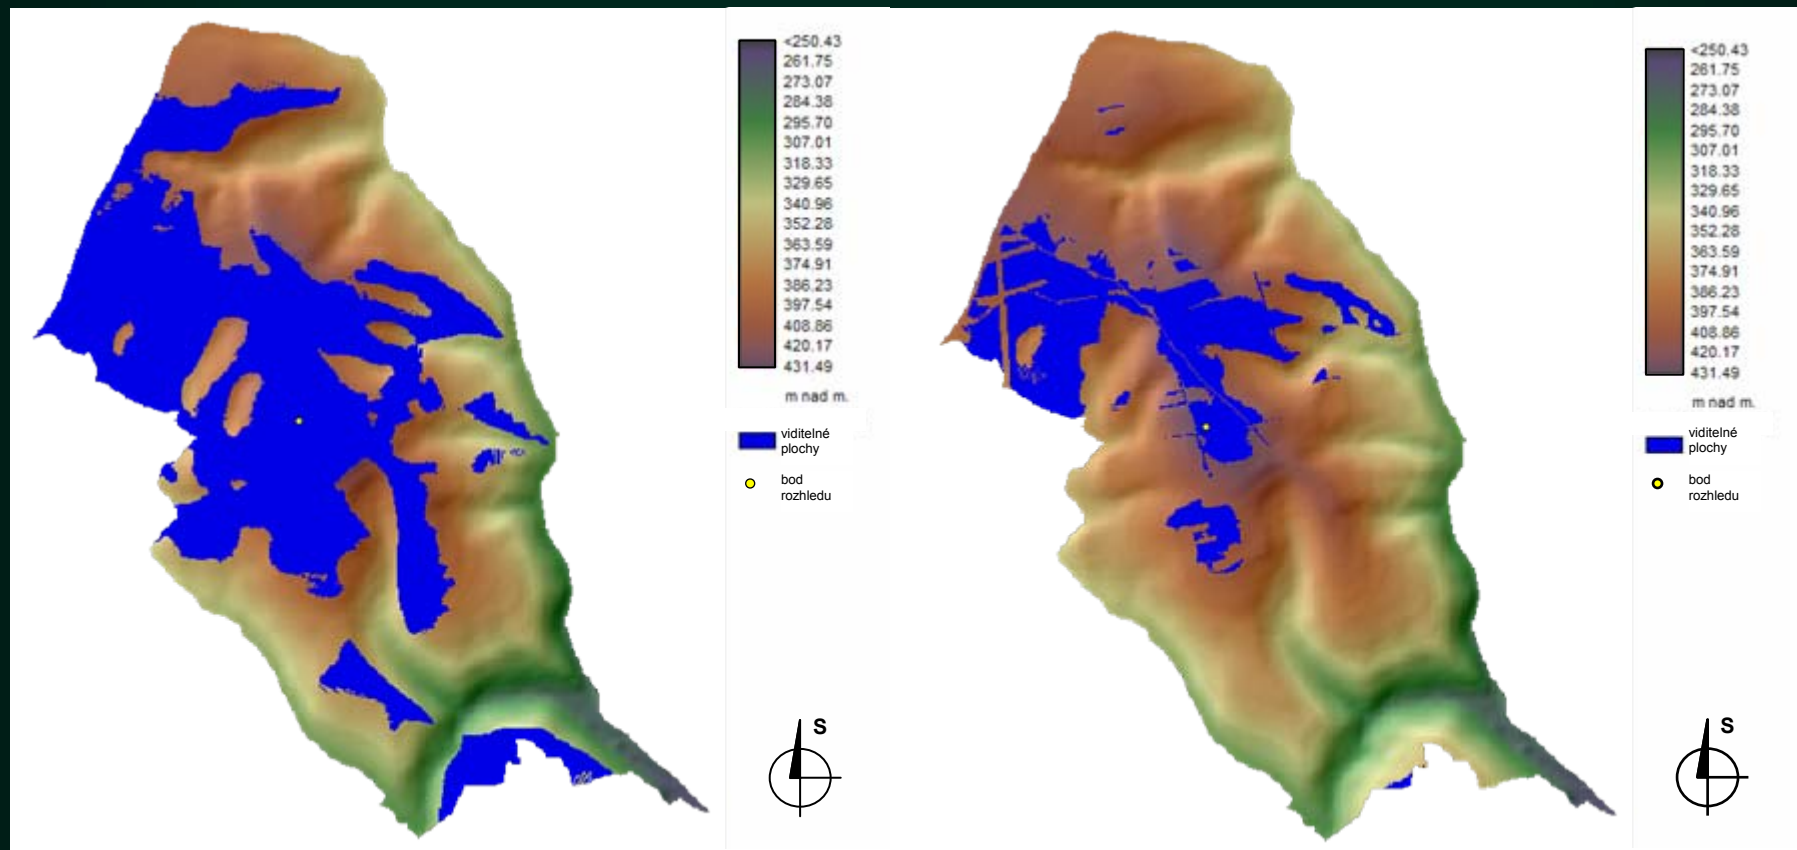 <250.43
261.75
273.07
284.38
295.70
307.01
318.33
329.65
340.96
352.28
363.59
374.91
386.23
397.54
408.86
420.17
431.49
m nad m.
viditelné
plochy
bod
rozhledu
S
<250.43
261.75
273.07
284.38
295.70
307.01
318.33
329.65
340.96
352.28
363.59
374.91
386.23
397.54
408.86
420.17
431.49
m nad m.
viditelné
plochy
bod
rozhledu
S